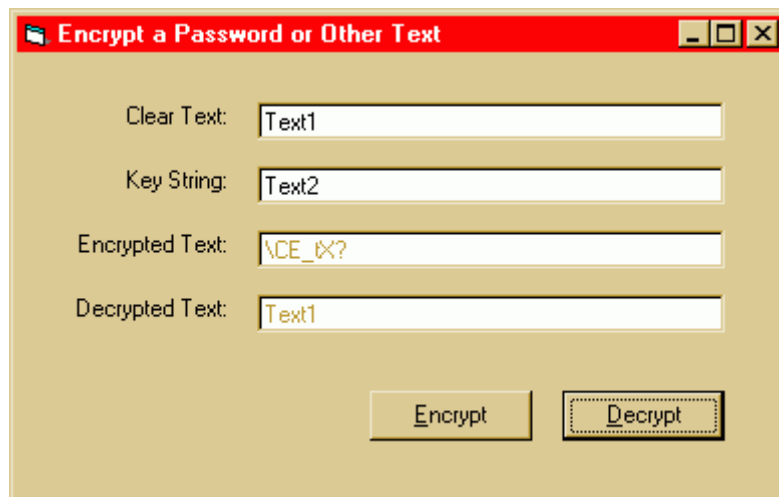 Encrypt a Password or Other Text
Clear Text: Text1
Key String: Text2
Encrypted Text: \CE_tX?
Decrypted Text: Text1
Encrypt Decrypt